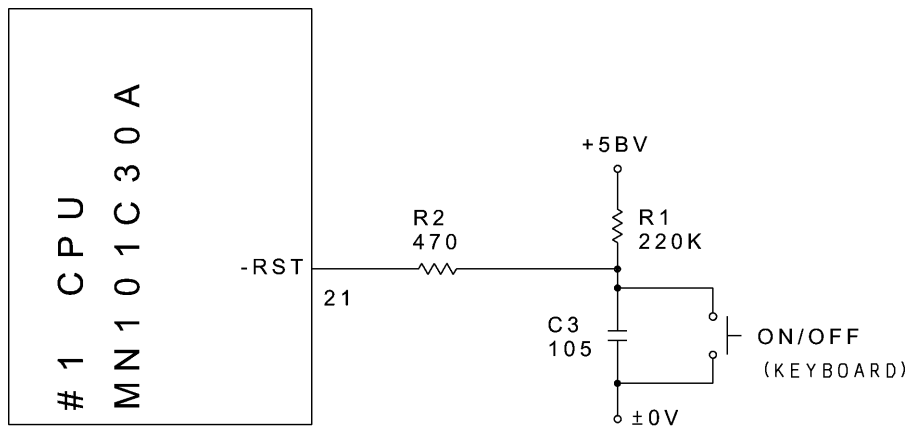 #1 CPU
MN101C30A
-RST
21
R2
470
+5BV
R1
220K
C3
105
ON/OFF
(KEYBOARD)
±0V